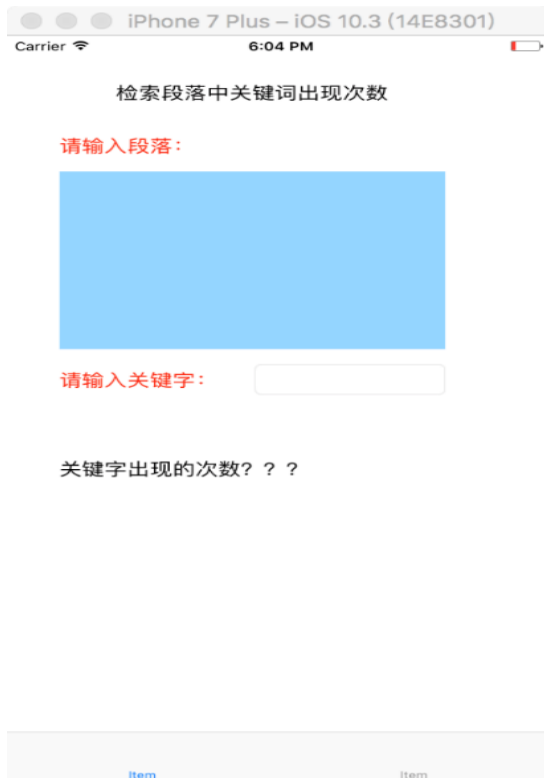 iPhone 7 Plus – iOS 10.3 (14E8301)
Carrier 6:04 PM
检索段落中关键词出现次数
请输入段落：
请输入关键字：
关键字出现的次数？？？
Item Item